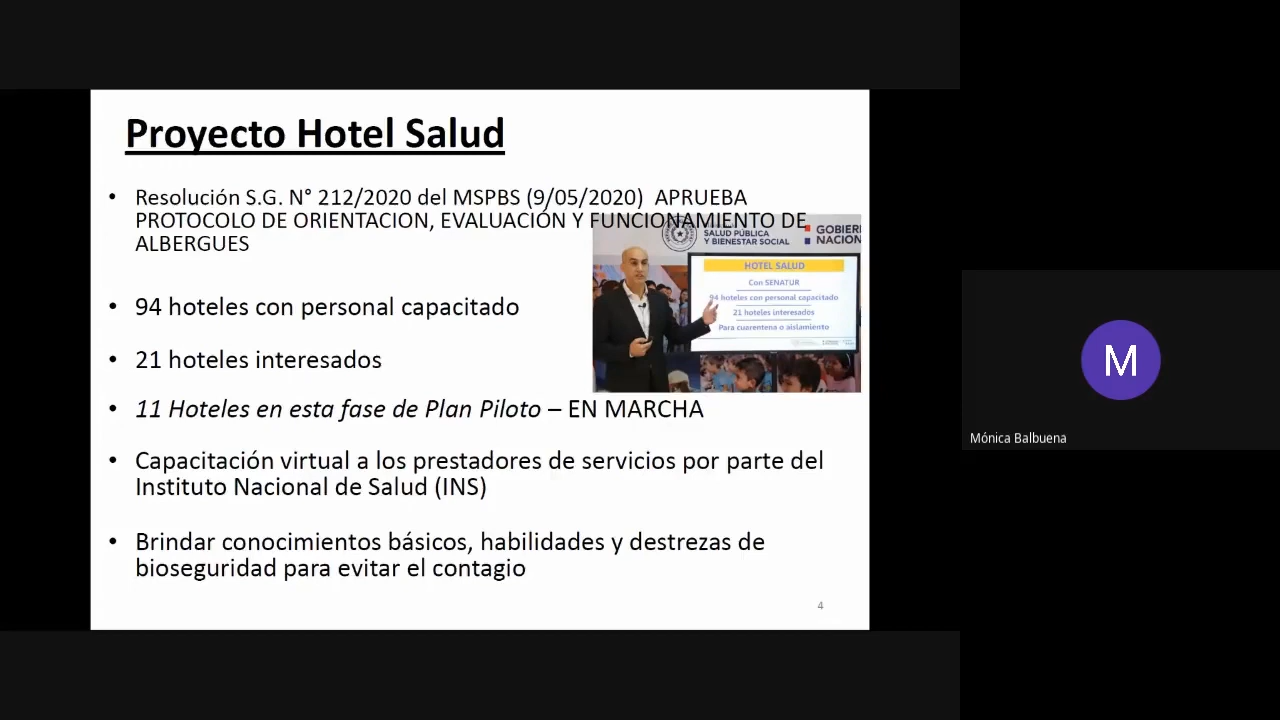 Proyecto Hotel Salud
• Resolución S.G. N° 212/2020 del MSPBS (9/05/2020) APRUEBA
PROTOCOLO DE ORIENTACION, EVALUACIÓN Y FUNCIONAMIENTO DE
ALBERGUES
SALUD PÚBLICA
Y BIENESTAR SOCIAL
GOBIER
NACION
HOTEL SALUD
Con SENATUR
94 hoteles con personal capacitado
21 hoteles interesados
Para cuarentena o aislamiento
• 94 hoteles con personal capacitado
• 21 hoteles interesados
• 11 Hoteles en esta fase de Plan Piloto – EN MARCHA
• Capacitación virtual a los prestadores de servicios por parte del
Instituto Nacional de Salud (INS)
• Brindar conocimientos básicos, habilidades y destrezas de
bioseguridad para evitar el contagio
4
M
Mónica Balbuena